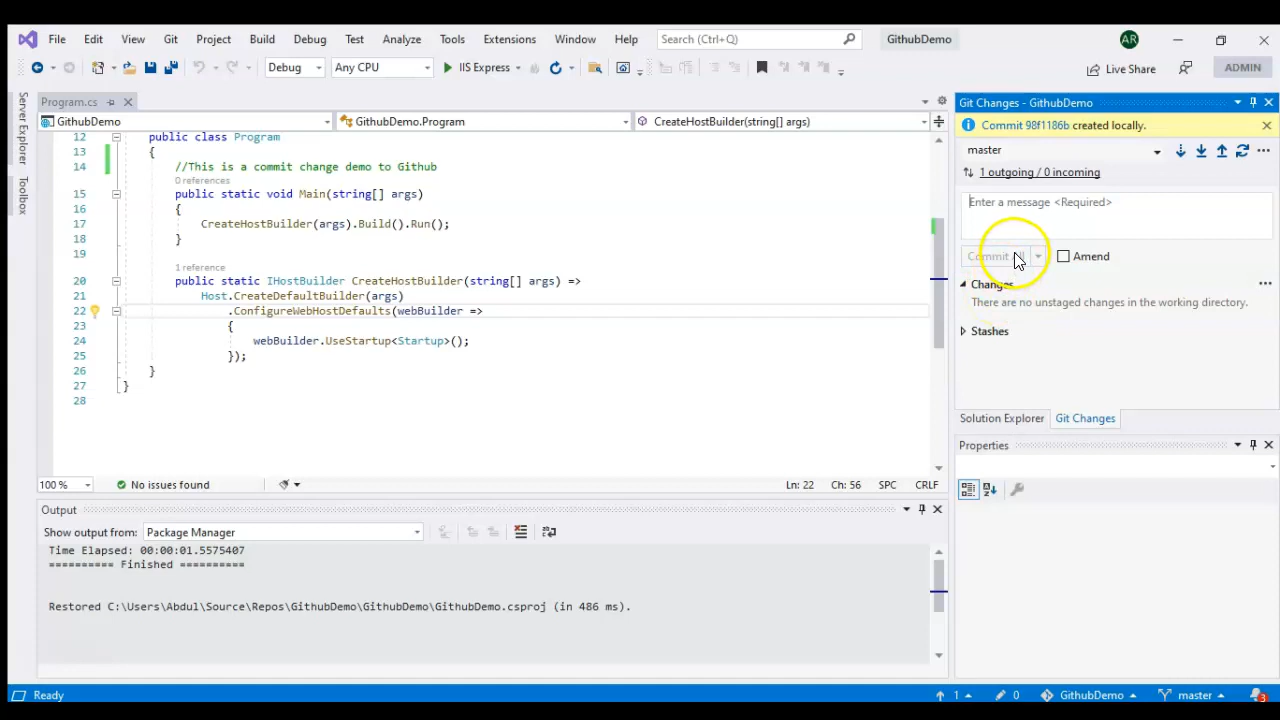 File Edit View Git Project Build Debug Test Analyze Tools Extensions Window Help Search (Ctrl+Q) GithubDemo AR
Debug Any CPU IIS Express Live Share ADMIN
Server Explorer
Toolbox
Program.cs
GithubDemo GithubDemo.Program CreateHostBuilder(string[] args)
12 public class Program
13 {
14 //This is a commit change demo to Github
0 references
15 public static void Main(string[] args)
16 {
17 CreateHostBuilder(args).Build().Run();
18 }
19
1 reference
20 public static IHostBuilder CreateHostBuilder(string[] args) =>
21 Host.CreateDefaultBuilder(args)
22 .ConfigureWebHostDefaults(webBuilder =>
23 {
24 webBuilder.UseStartup<Startup>();
25 });
26 }
27 }
28
100 % No issues found Ln: 22 Ch: 56 SPC CRLF
Output
Show output from: Package Manager
Time Elapsed: 00:00:01.5575407
========== Finished ==========
Restored C:\Users\Abdul\Source\Repos\GithubDemo\GithubDemo\GithubDemo.csproj (in 486 ms).
Git Changes - GithubDemo
Commit 98f1186b created locally.
master
1 outgoing / 0 incoming
Enter a message <Required>
Commit All Amend
Changes
There are no unstaged changes in the working directory.
Stashes
Solution Explorer Git Changes
Properties
Ready 1 0 GithubDemo master 3